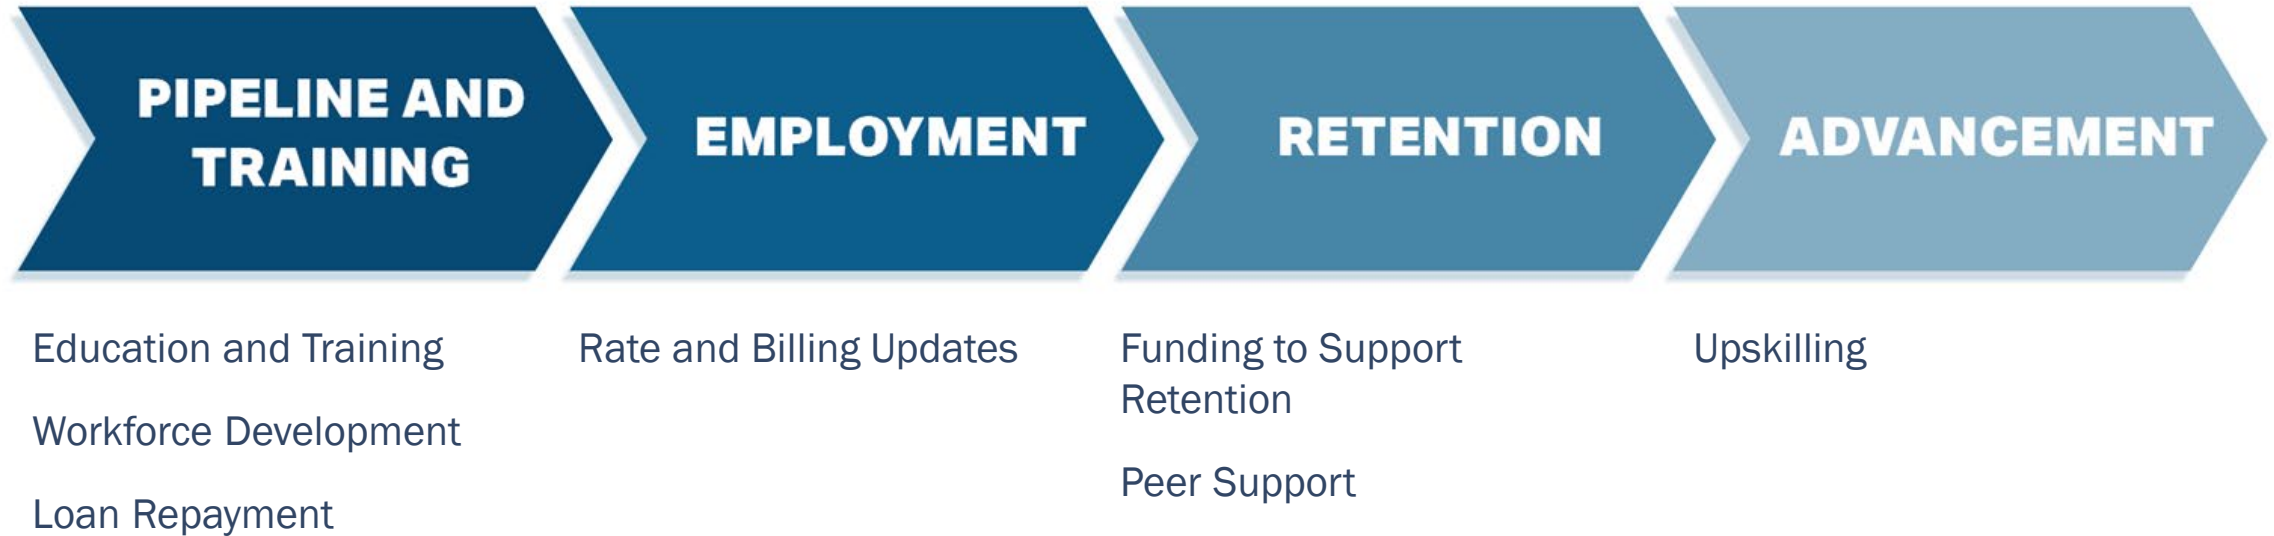 PIPELINE AND
TRAINING
EMPLOYMENT
RETENTION
ADVANCEMENT
Education and Training
Workforce Development
Loan Repayment
Rate and Billing Updates
Funding to Support
Retention
Peer Support
Upskilling